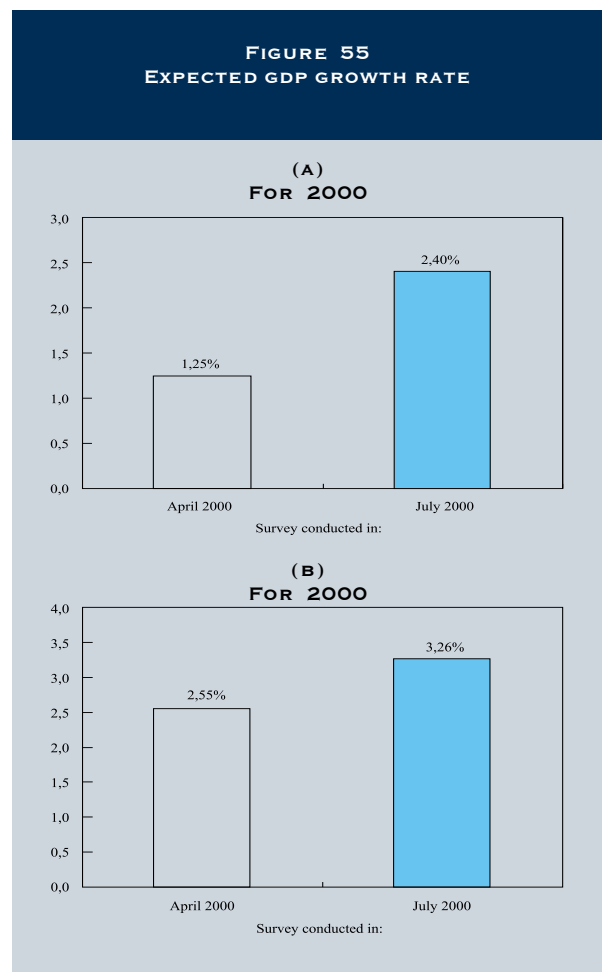 Figure 55
Expected GDP growth rate
(A)
For 2000
3,0
2,5
2,0
1,5
1,0
0,5
0,0
1,25%
2,40%
April 2000
July 2000
Survey conducted in:
(B)
For 2000
4,0
3,5
3,0
2,5
2,0
1,5
1,0
0,5
0,0
2,55%
3,26%
April 2000
July 2000
Survey conducted in: